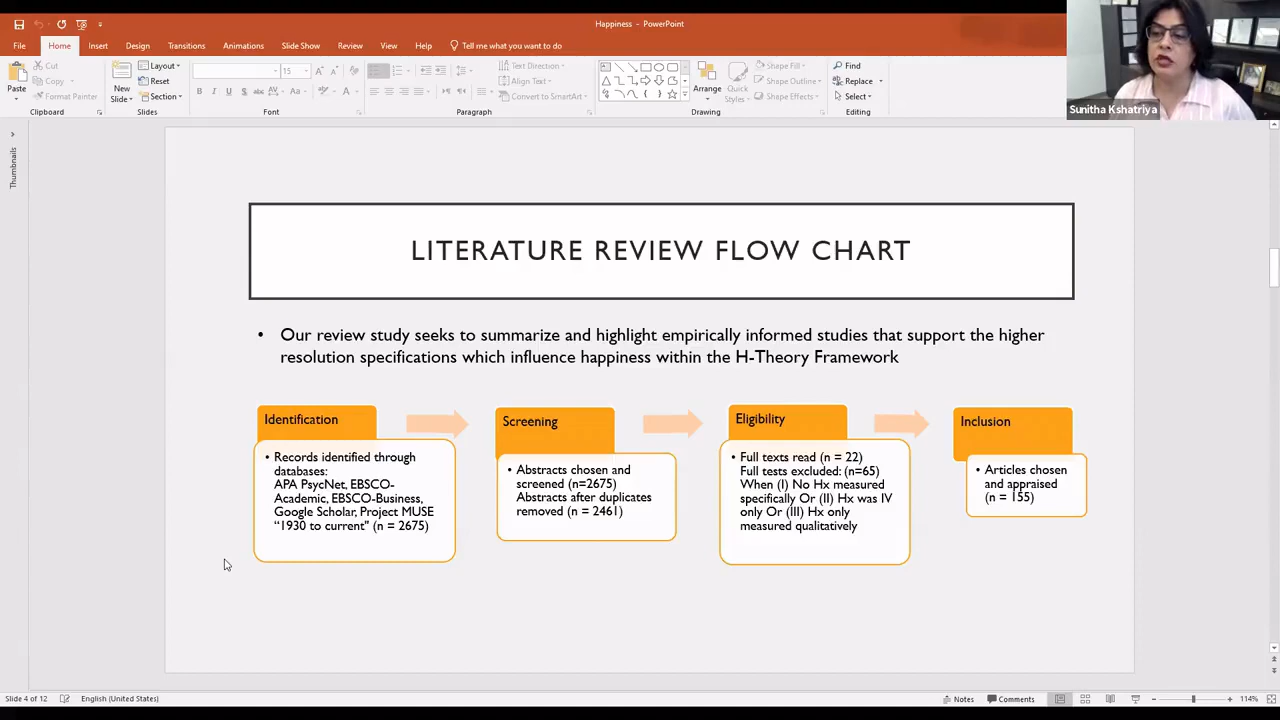 Happiness - PowerPoint
File Home Insert Design Transitions Animations Slide Show Review View Help Tell me what you want to do
Cut
Copy
Format Painter
Paste
Clipboard
New
Slide
Layout
Reset
Section
Slides
15
Font
Text Direction
Align Text
Convert to SmartArt
Paragraph
Arrange
Quick
Styles
Shape Fill
Shape Outline
Shape Effects
Drawing
Find
Replace
Select
Editing
Sunitha Kshatriya
Thumbnails
LITERATURE REVIEW FLOW CHART
• Our review study seeks to summarize and highlight empirically informed studies that support the higher
resolution specifications which influence happiness within the H-Theory Framework
Identification
• Records identified through
databases:
APA PsycNet, EBSCO-
Academic, EBSCO-Business,
Google Scholar, Project MUSE
"1930 to current" (n = 2675)
Screening
• Abstracts chosen and
screened (n=2675)
Abstracts after duplicates
removed (n = 2461)
Eligibility
• Full texts read (n = 22)
Full tests excluded: (n=65)
When (I) No Hx measured
specifically Or (II) Hx was IV
only Or (III) Hx only
measured qualitatively
Inclusion
• Articles chosen
and appraised
(n = 155)
Slide 4 of 12 English (United States) Notes Comments 114%